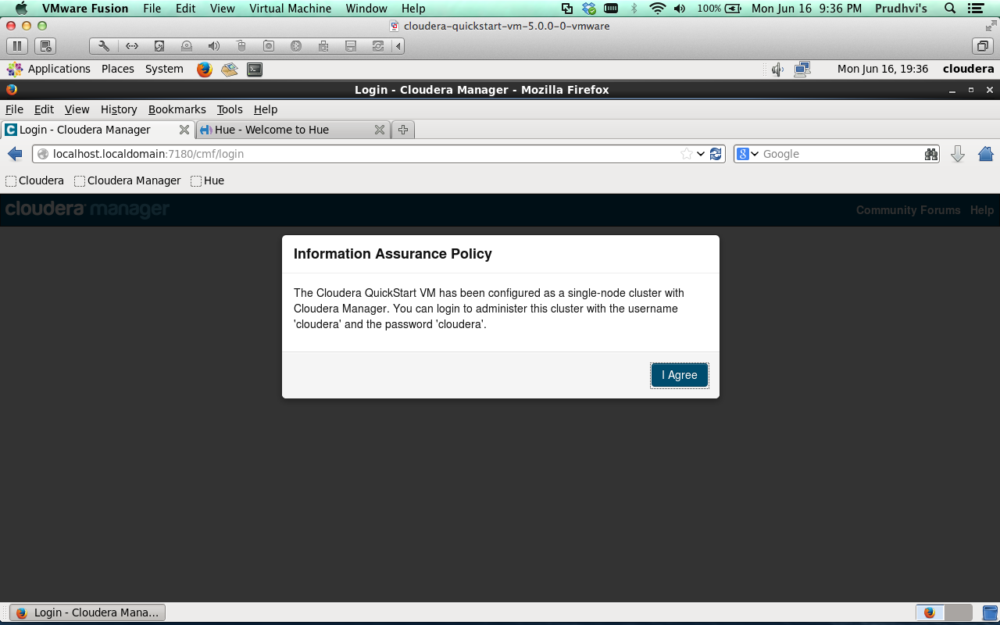 VMware Fusion File Edit View Virtual Machine Window Help 100% Mon Jun 16 9:36 PM Prudhvi's
cloudera-quickstart-vm-5.0.0-0-vmware
Applications Places System Mon Jun 16, 19:36 cloudera
Login - Cloudera Manager - Mozilla Firefox
File Edit View History Bookmarks Tools Help
Login - Cloudera Manager Hue - Welcome to Hue
localhost.localdomain:7180/cmf/login Google
Cloudera Cloudera Manager Hue
cloudera manager Community Forums Help
Information Assurance Policy
The Cloudera QuickStart VM has been configured as a single-node cluster with
Cloudera Manager. You can login to administer this cluster with the username
'cloudera' and the password 'cloudera'.
I Agree
Login - Cloudera Mana...